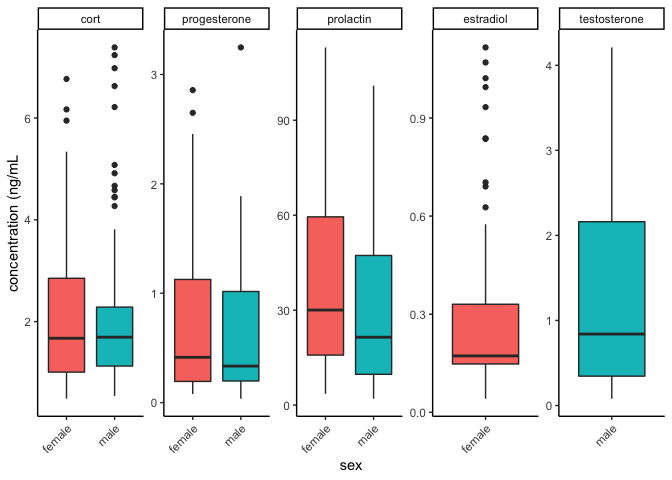 cort
progesterone
prolactin
estradiol
testosterone
concentration (ng/mL
6
4
2
3
2
1
0
90
60
30
0
0.9
0.6
0.3
0.0
4
3
2
1
0
female
male
female
male
female
male
female
male
sex